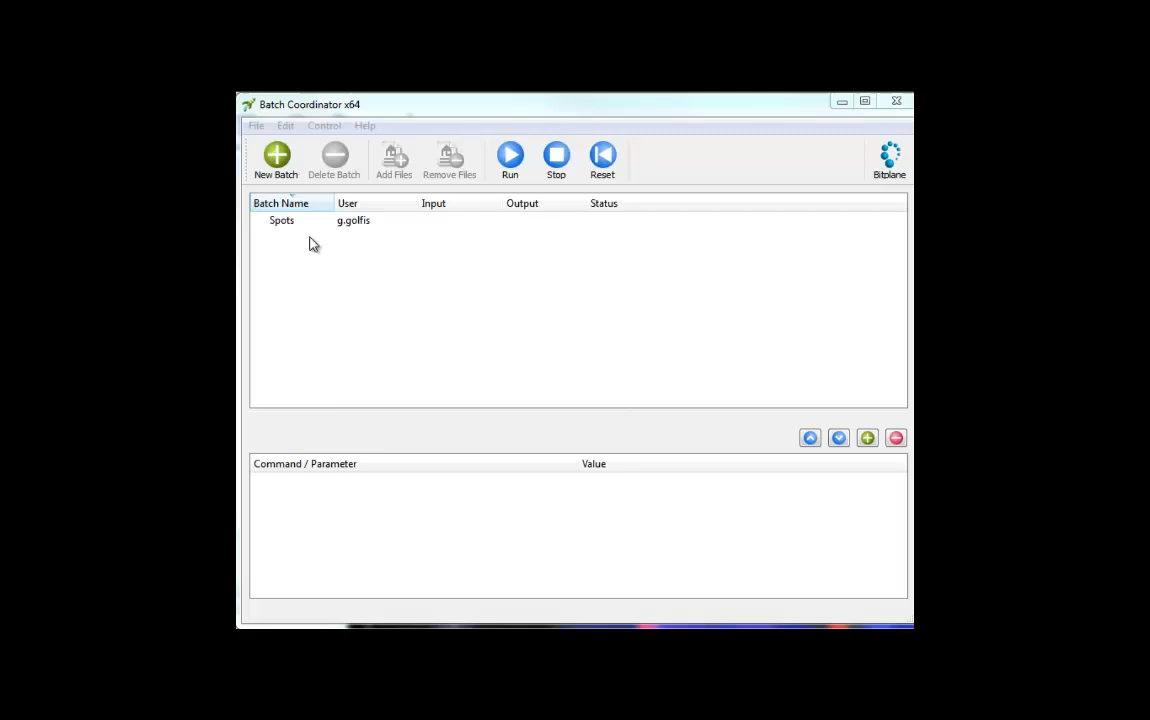 Batch Coordinator x64
File Edit Control Help
New Batch Delete Batch Add Files Remove Files Run Stop Reset Bitplane
Batch Name User Input Output Status
Spots g.golfis
Command / Parameter Value